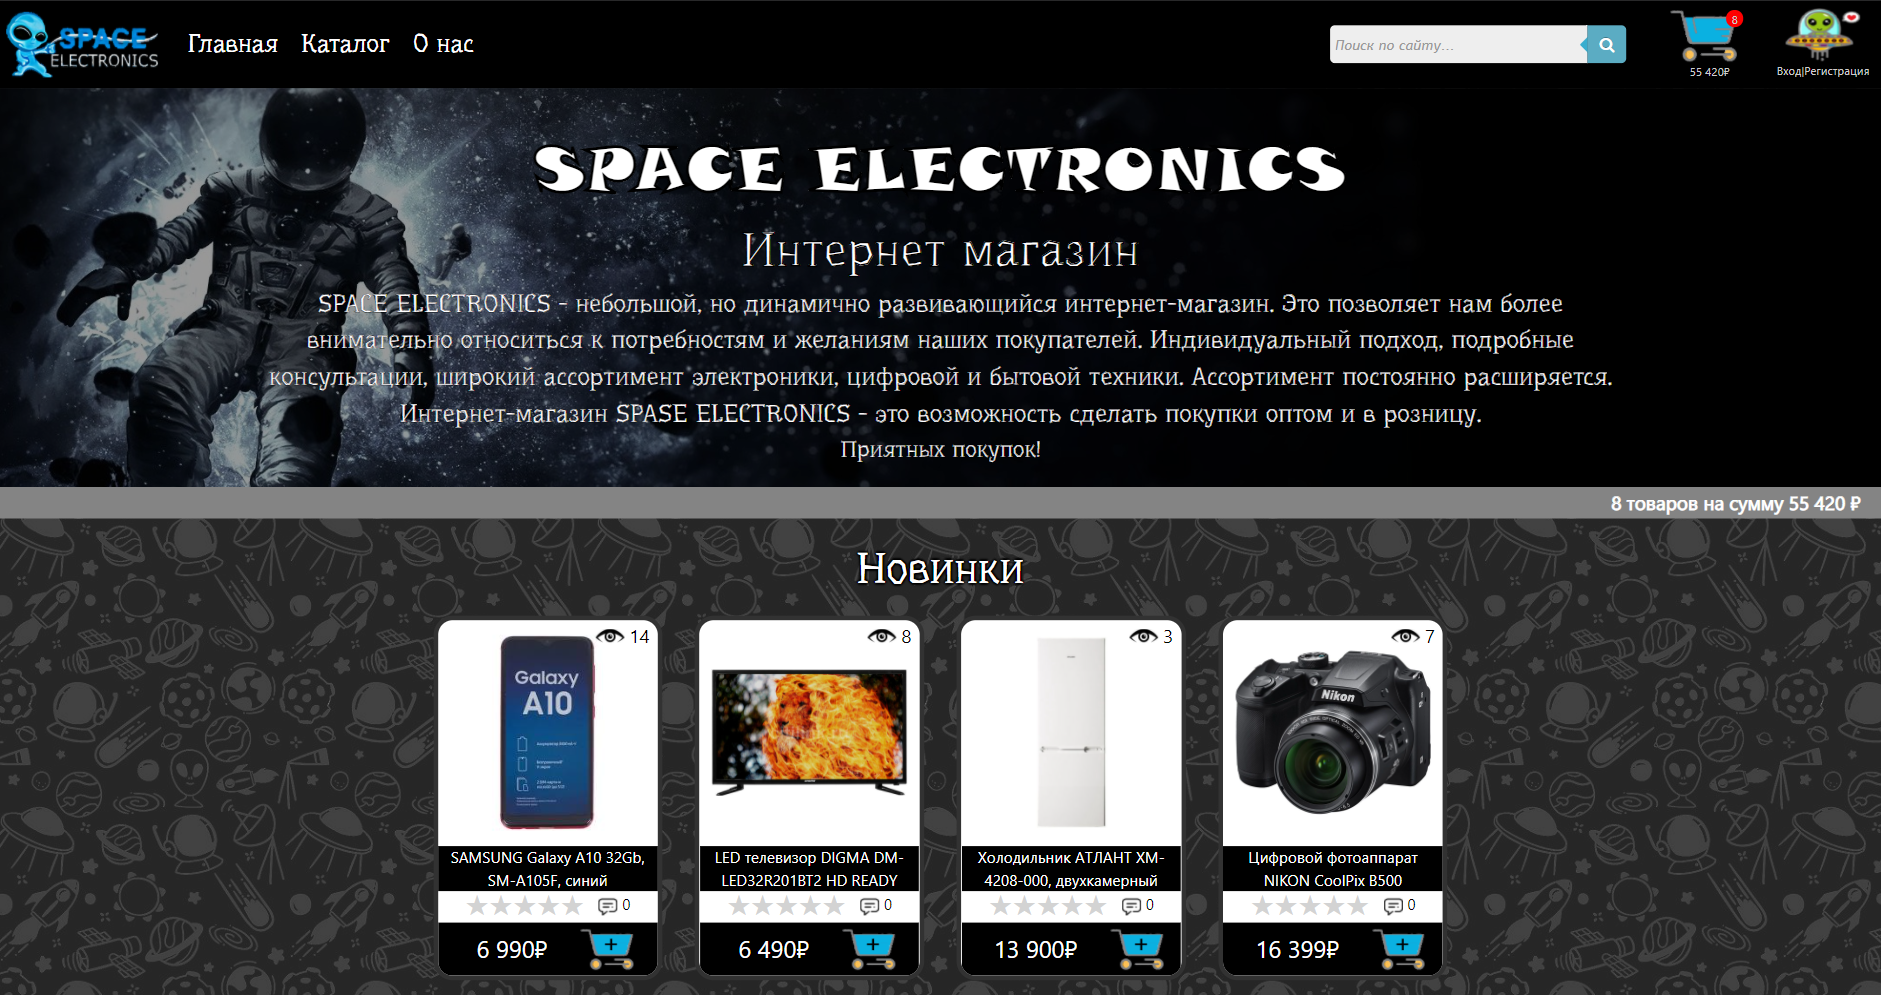 SPACE
ELECTRONICS
Главная Каталог О нас
Поиск по сайту...
8
55 420₽
Вход|Регистрация
SPACE ELECTRONICS
Интернет магазин
SPACE ELECTRONICS - небольшой, но динамично развивающийся интернет-магазин. Это позволяет нам более
внимательно относиться к потребностям и желаниям наших покупателей. Индивидуальный подход, подробные
консультации, широкий ассортимент электроники, цифровой и бытовой техники. Ассортимент постоянно расширяется.
Интернет-магазин SPASE ELECTRONICS - это возможность сделать покупки оптом и в розницу.
Приятных покупок!
8 товаров на сумму 55 420 ₽
Новинки
14
Galaxy
A10
SAMSUNG Galaxy A10 32Gb,
SM-A105F, синий
0
6 990₽
8
LED телевизор DIGMA DM-
LED32R201BT2 HD READY
0
6 490₽
3
Холодильник АТЛАНТ ХМ-
4208-000, двухкамерный
0
13 900₽
7
Nikon
Цифровой фотоаппарат
NIKON CoolPix B500
0
16 399₽